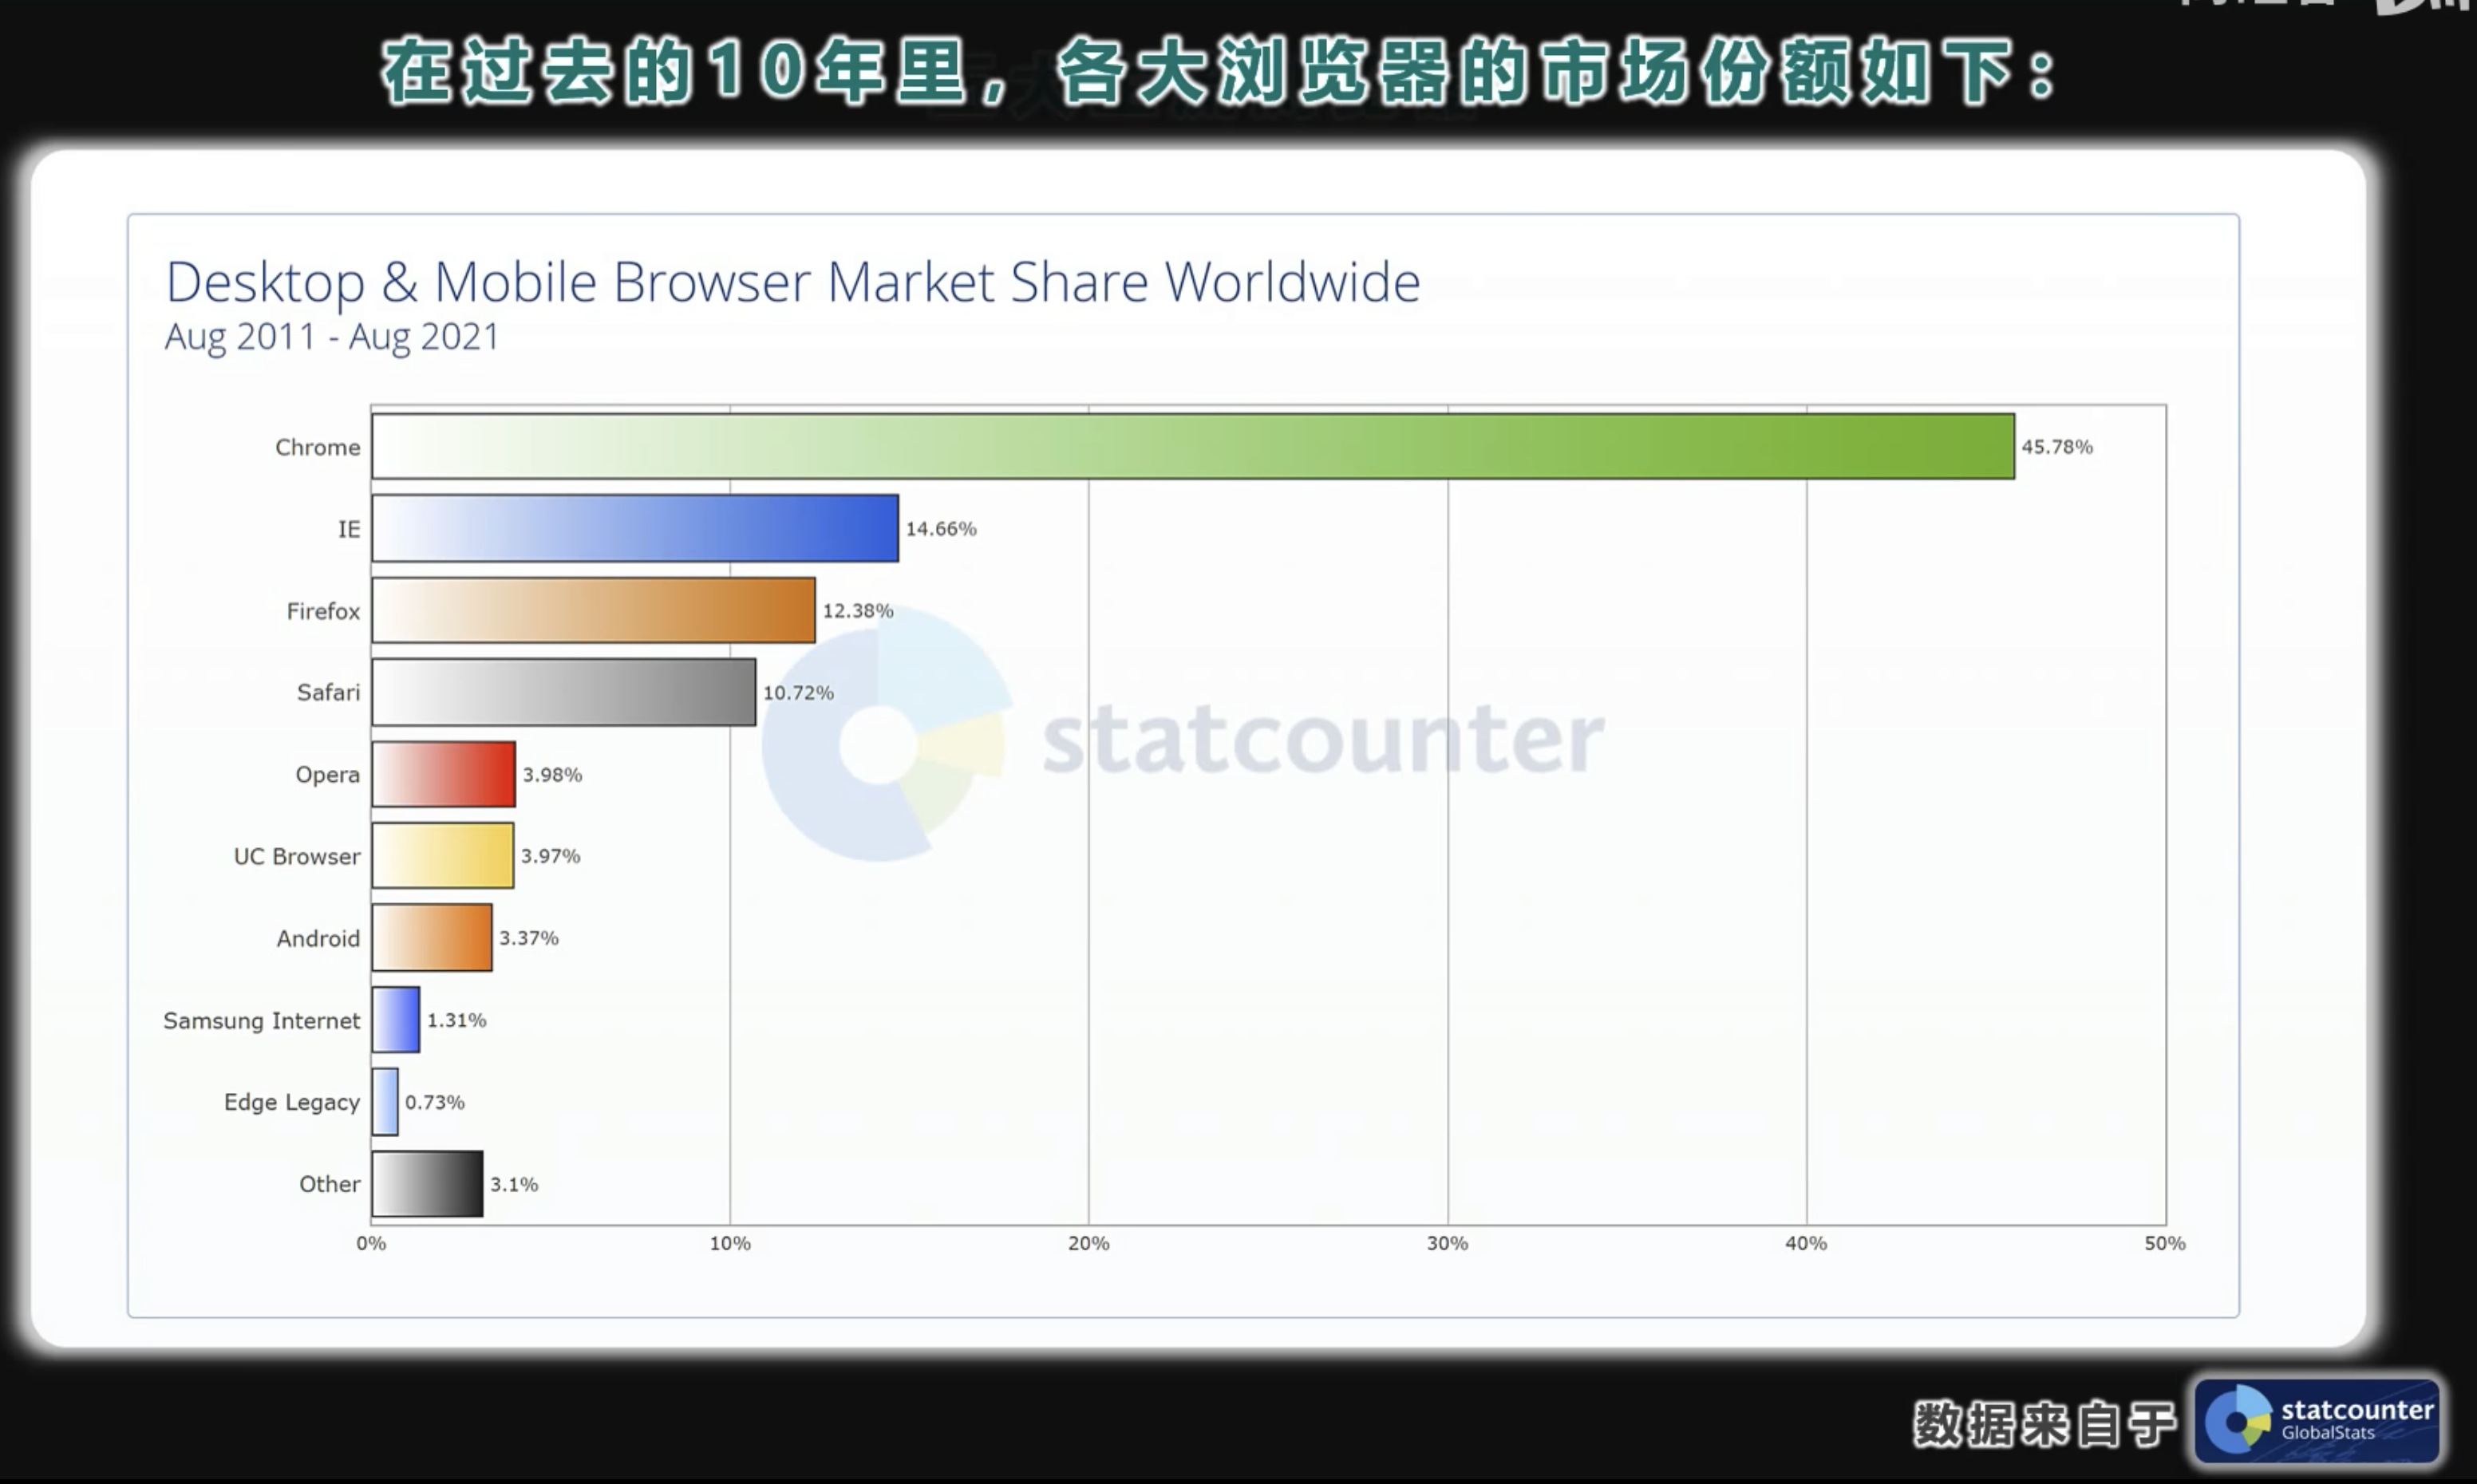 在过去的10年里，各大浏览器的市场份额如下：
Desktop & Mobile Browser Market Share Worldwide
Aug 2011 - Aug 2021
Chrome 45.78%
IE 14.66%
Firefox 12.38%
Safari 10.72%
statcounter
Opera 3.98%
UC Browser 3.97%
Android 3.37%
Samsung Internet 1.31%
Edge Legacy 0.73%
Other 3.1%
0% 10% 20% 30% 40% 50%
数据来自于
statcounter
GlobalStats